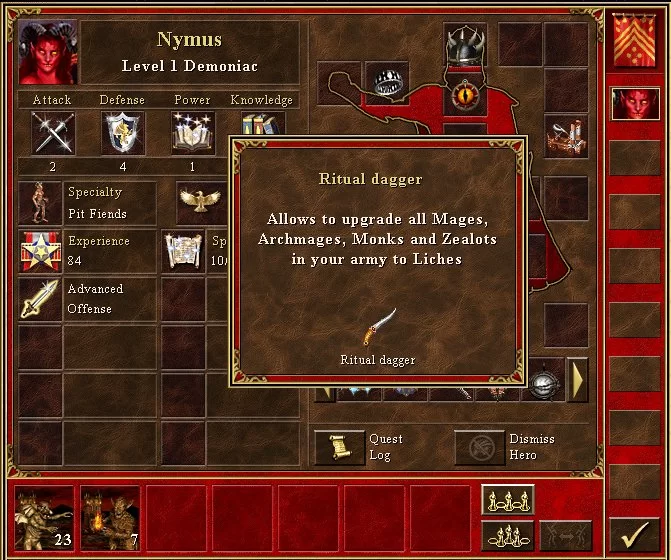 Nymus
Level 1 Demoniac
Attack Defense Power Knowledge
2 4 1
Specialty
Pit Fiends
Experience
84
10/
Advanced
Offense
Ritual dagger
Allows to upgrade all Mages,
Archmages, Monks and Zealots
in your army to Liches
Ritual dagger
Quest
Log
Dismiss
Hero
23 7